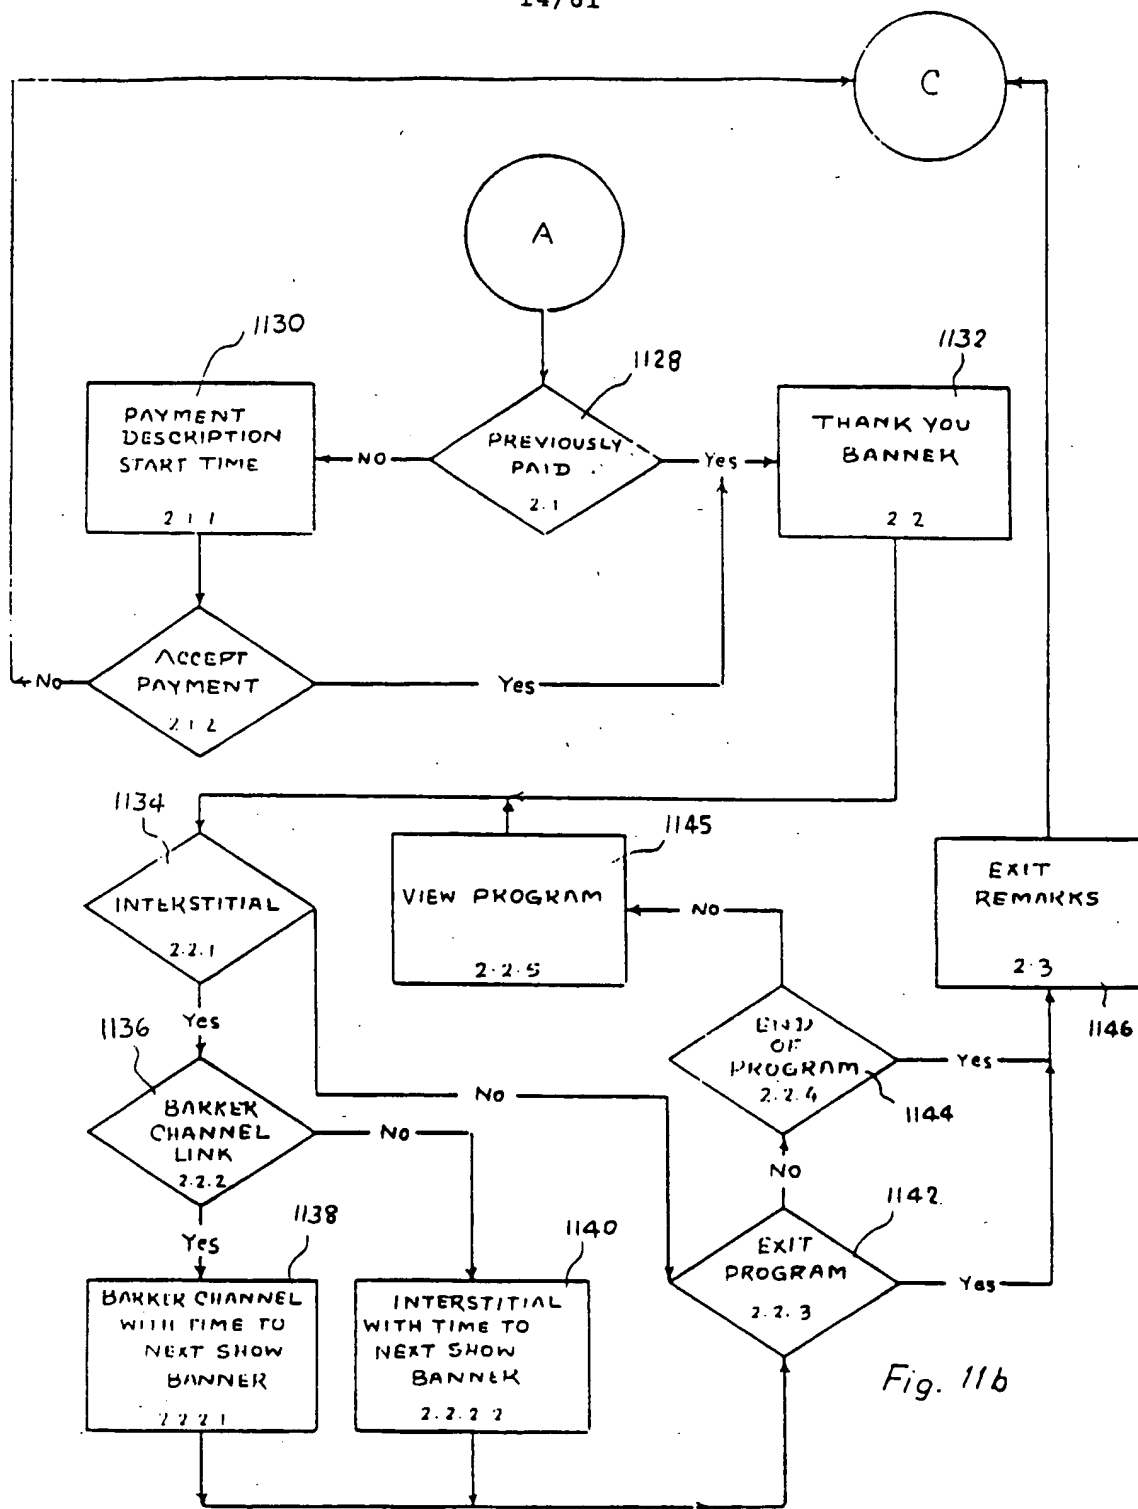 14/61
C
A
1130
1128
1132
PAYMENT
DESCRIPTION
START TIME
2 1 1
NO
PREVIOUSLY
PAID
2.1
Yes
THANK YOU
BANNER
2 2
ACCEPT
PAYMENT
2 1 2
No
Yes
1134
INTERSTITIAL
2.2.1
Yes
No
1145
VIEW PROGRAM
2.2.5
NO
EXIT
REMARKS
2.3
1146
1136
BARKER
CHANNEL
LINK
2.2.2
No
Yes
END
OF
PROGRAM
2.2.4
1144
Yes
NO
1138
BARKER CHANNEL
WITH TIME TO
NEXT SHOW
BANNER
2 2 2 1
1140
INTERSTITIAL
WITH TIME TO
NEXT SHOW
BANNER
2.2.2 2
1142
EXIT
PROGRAM
2.2.3
Yes
Fig. 11b